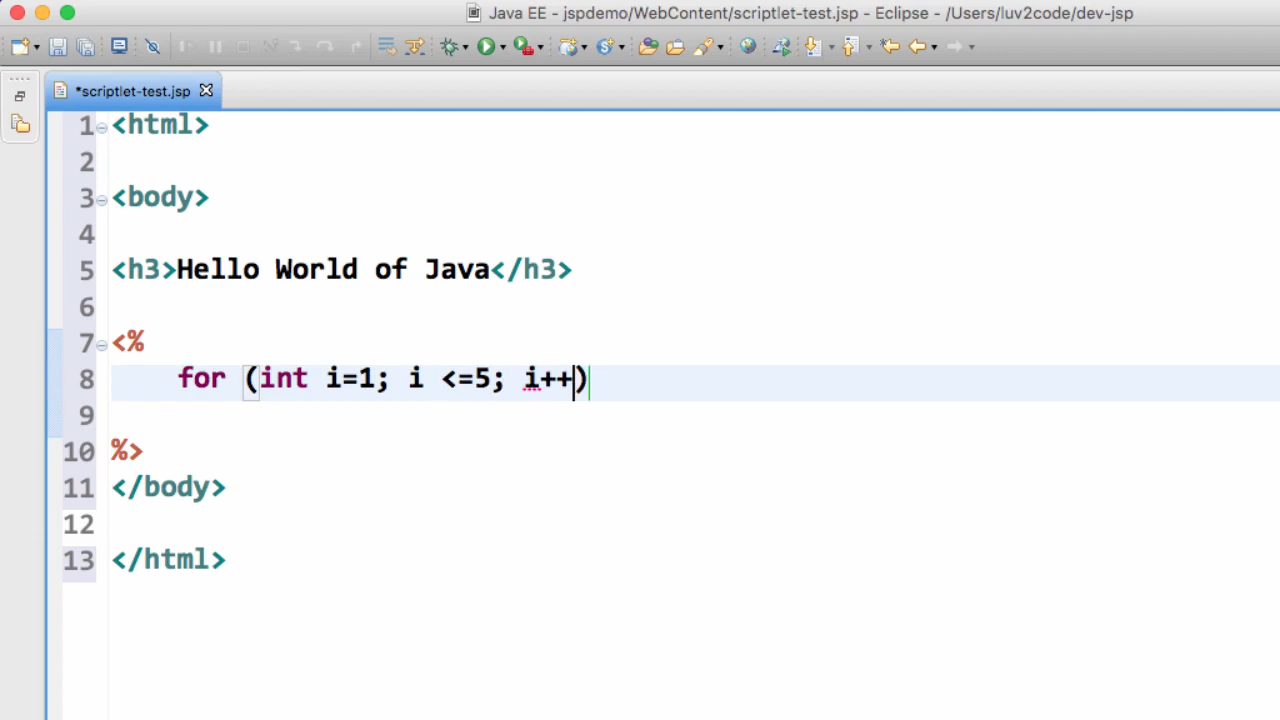 Java EE - jspdemo/WebContent/scriptlet-test.jsp - Eclipse - /Users/luv2code/dev-jsp
*scriptlet-test.jsp
1 <html>
2
3 <body>
4
5 <h3>Hello World of Java</h3>
6
7 <%
8 for (int i=1; i <=5; i++)
9
10 %>
11 </body>
12
13 </html>